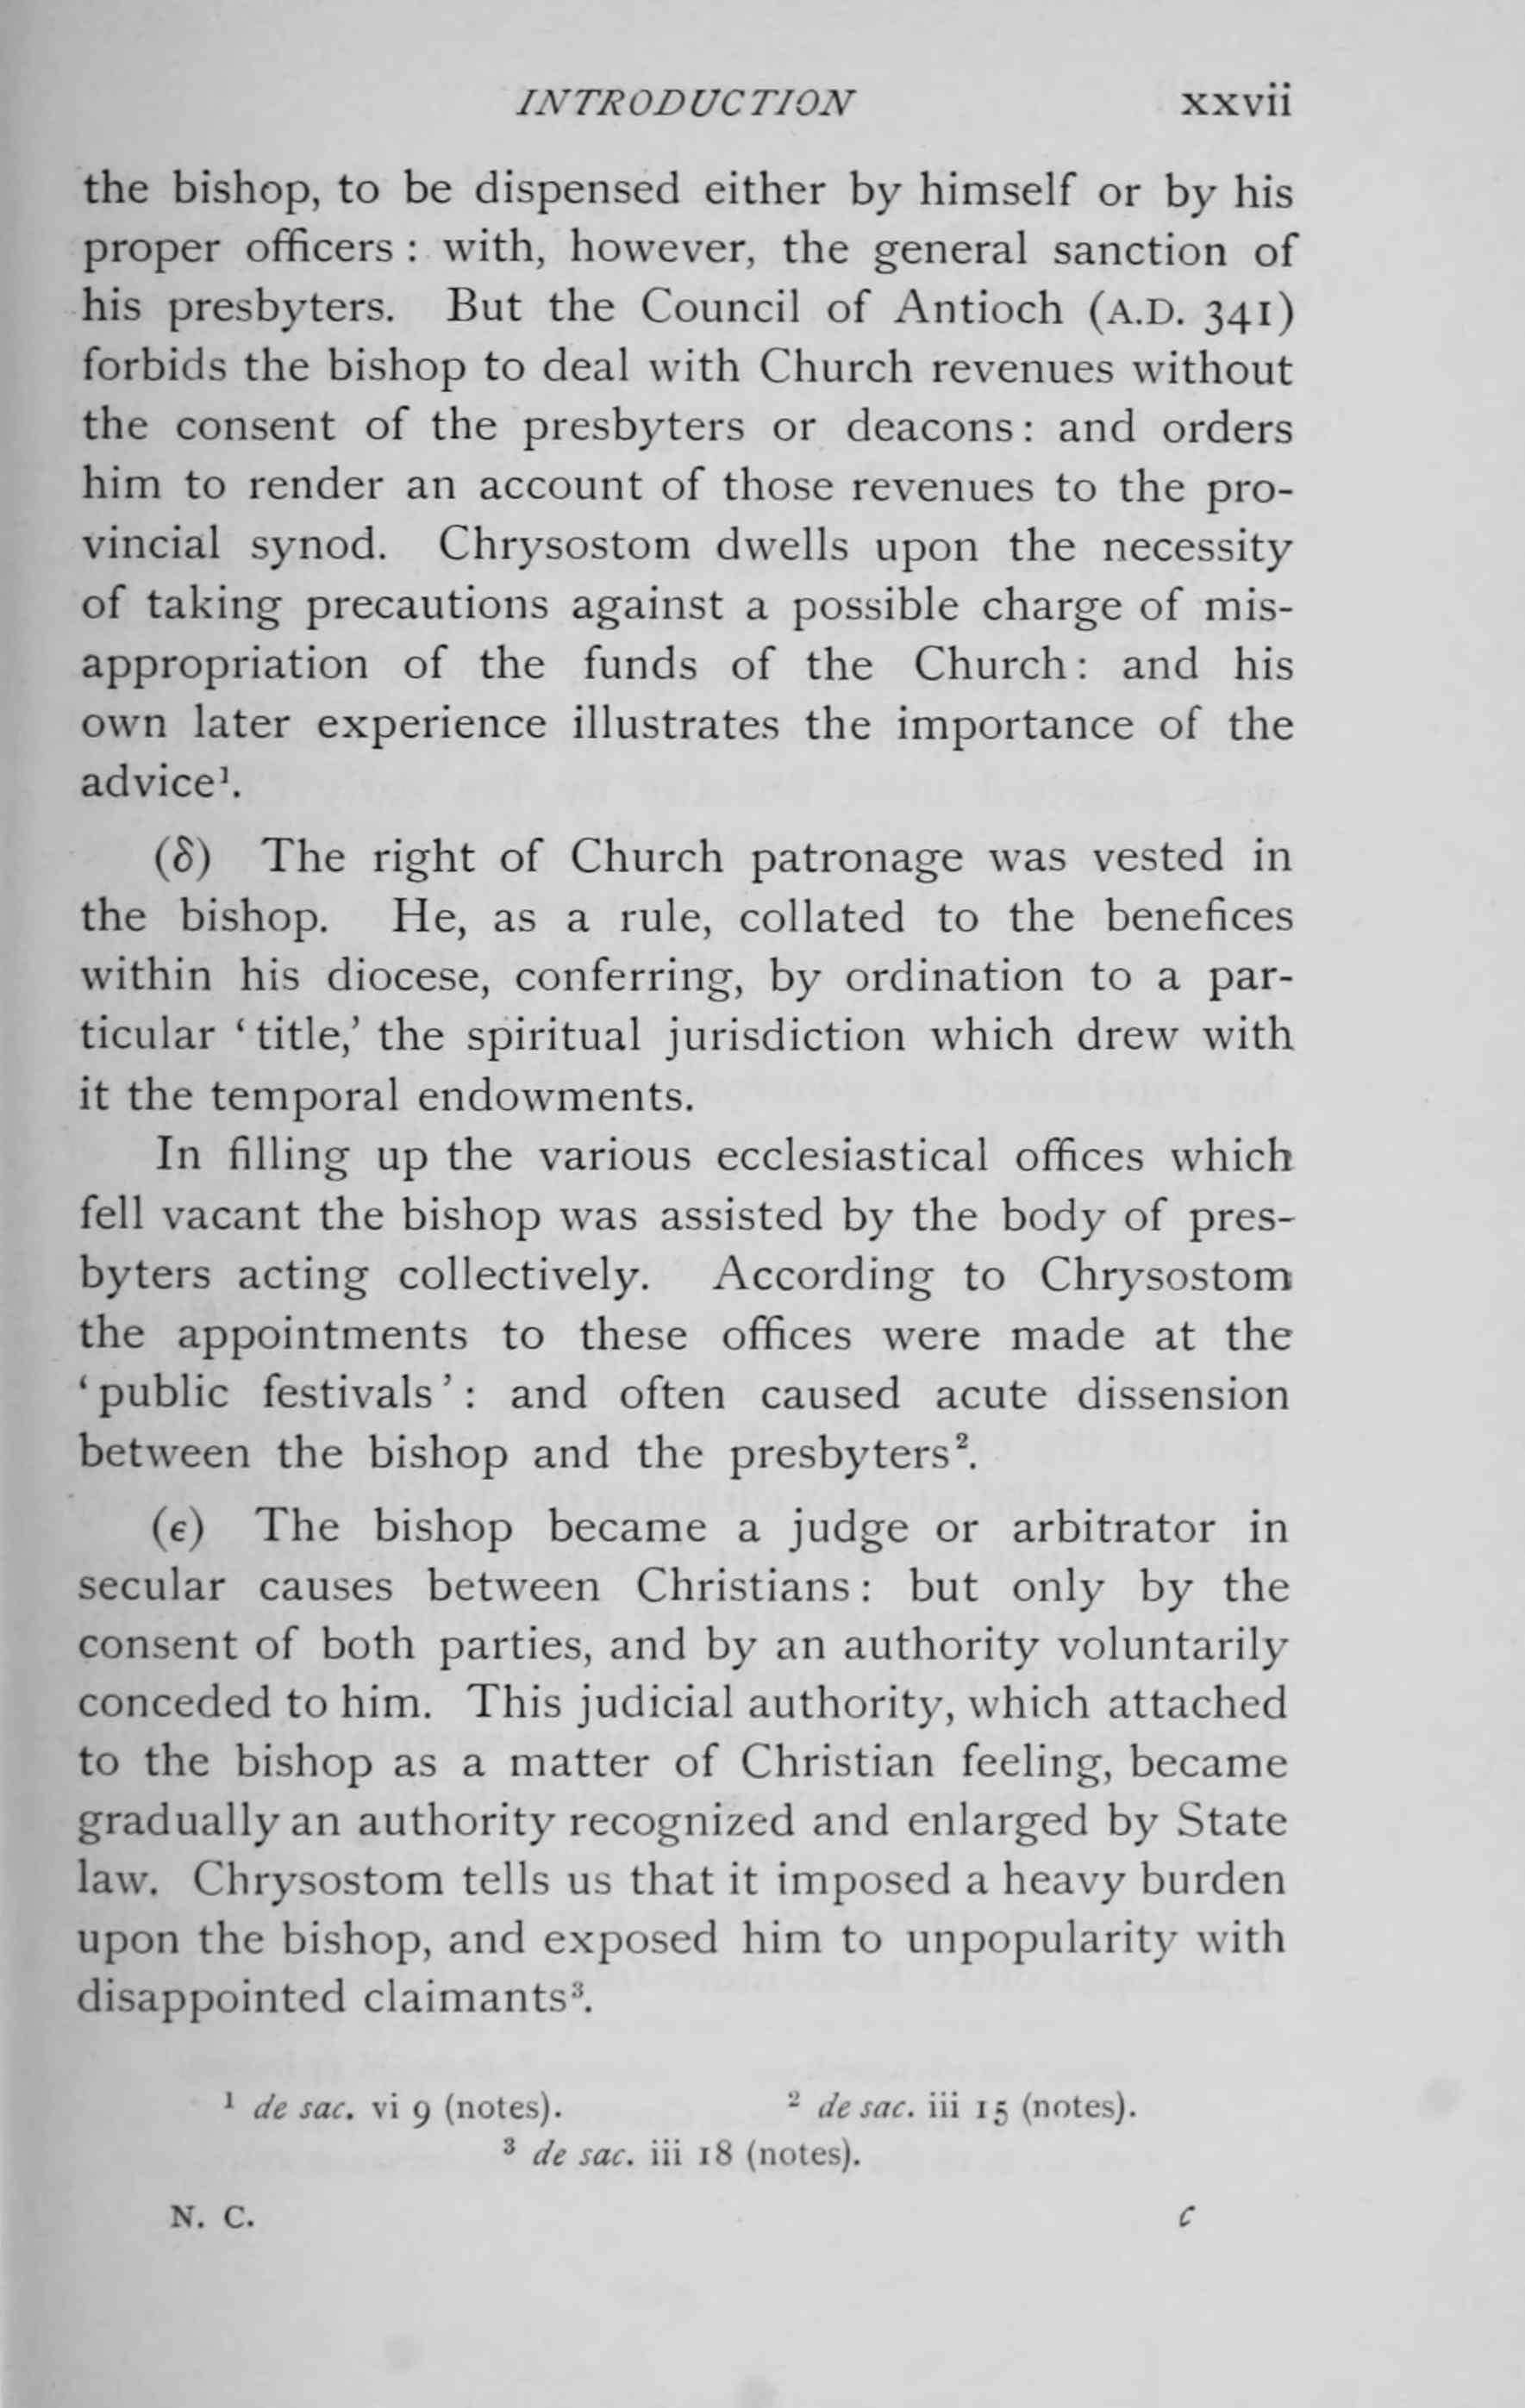 INTRODUCTION xxvii
the bishop, to be dispensed either by himself or by his
proper officers : with, however, the general sanction of
his presbyters. But the Council of Antioch (A.D. 341)
forbids the bishop to deal with Church revenues without
the consent of the presbyters or deacons : and orders
him to render an account of those revenues to the pro-
vincial synod. Chrysostom dwells upon the necessity
of taking precautions against a possible charge of mis-
appropriation of the funds of the Church : and his
own later experience illustrates the importance of the
advice¹.
(δ) The right of Church patronage was vested in
the bishop. He, as a rule, collated to the benefices
within his diocese, conferring, by ordination to a par-
ticular ‘title,’ the spiritual jurisdiction which drew with
it the temporal endowments.
In filling up the various ecclesiastical offices which
fell vacant the bishop was assisted by the body of pres-
byters acting collectively. According to Chrysostom
the appointments to these offices were made at the
‘public festivals’ : and often caused acute dissension
between the bishop and the presbyters².
(ε) The bishop became a judge or arbitrator in
secular causes between Christians : but only by the
consent of both parties, and by an authority voluntarily
conceded to him. This judicial authority, which attached
to the bishop as a matter of Christian feeling, became
gradually an authority recognized and enlarged by State
law. Chrysostom tells us that it imposed a heavy burden
upon the bishop, and exposed him to unpopularity with
disappointed claimants³.
¹ de sac. vi 9 (notes). ² de sac. iii 15 (notes).
³ de sac. iii 18 (notes).
N. C. c